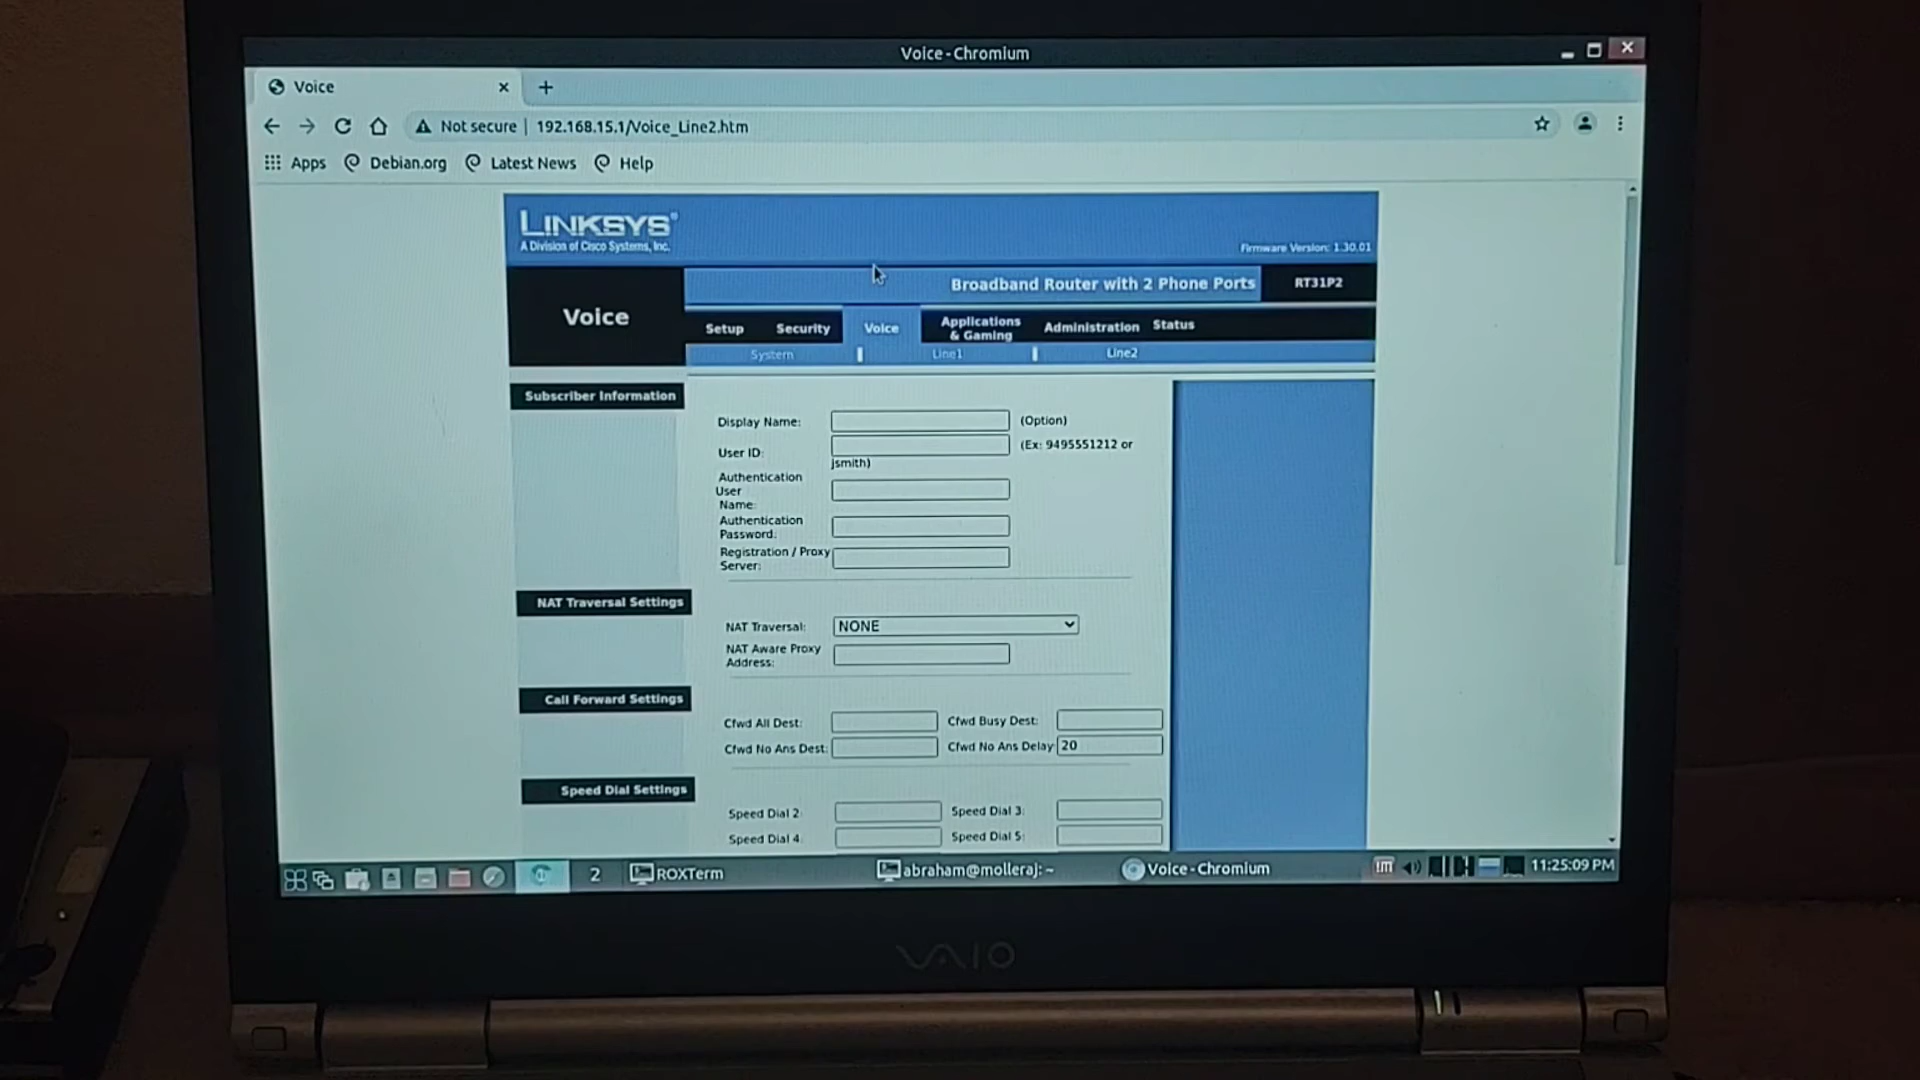 Voice - Chromium
Voice
Not secure 192.168.15.1/Voice_Line2.htm
Apps Debian.org Latest News Help
LINKSYS®
A Division of Cisco Systems, Inc.
Firmware Version: 1.30.01
Broadband Router with 2 Phone Ports RT31P2
Voice
Setup Security Voice Applications & Gaming Administration Status
System Line1 Line2
Subscriber Information
Display Name: (Option)
User ID: (Ex: 9495551212 or
jsmith)
Authentication
User
Name:
Authentication
Password:
Registration / Proxy
Server:
NAT Traversal Settings
NAT Traversal: NONE
NAT Aware Proxy
Address:
Call Forward Settings
Cfwd All Dest: Cfwd Busy Dest:
Cfwd No Ans Dest: Cfwd No Ans Delay 20
Speed Dial Settings
Speed Dial 2: Speed Dial 3:
Speed Dial 4: Speed Dial 5:
2 ROXTerm abraham@molleraj: ~ Voice - Chromium 11:25:09 PM
VAIO